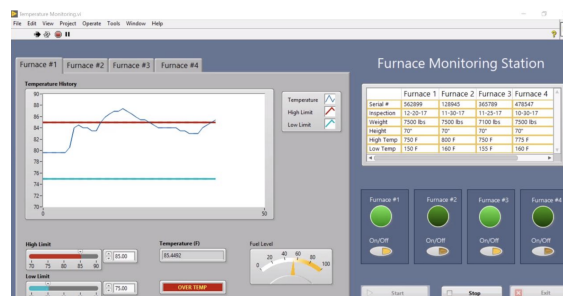 Temperature Monitoring.vi
File Edit View Project Operate Tools Window Help
Furnace #1 Furnace #2 Furnace #3 Furnace #4
Furnace Monitoring Station
Temperature History
90
88
86
84
82
80
78
76
74
72
70
0 50
Temperature
High Limit
Low Limit
Furnace 1 Furnace 2 Furnace 3 Furnace 4
Serial # 562899 128945 365789 478547
Inspection 12-20-17 11-30-17 11-25-17 10-30-17
Weight 7500 lbs 7500 lbs 7100 lbs 7500 lbs
Height 70" 70" 70" 70"
High Temp 750 F 800 F 750 F 775 F
Low Temp 150 F 160 F 155 F 160 F
Furnace #1 Furnace #2 Furnace #3 Furnace #4
On/Off On/Off On/Off On/Off
High Limit
70 75 80 85 90
85.00
Temperature (F)
85.4482
Fuel Level
0 20 40 60 80 100
Low Limit
75.00
OVER TEMP
Start Stop Exit